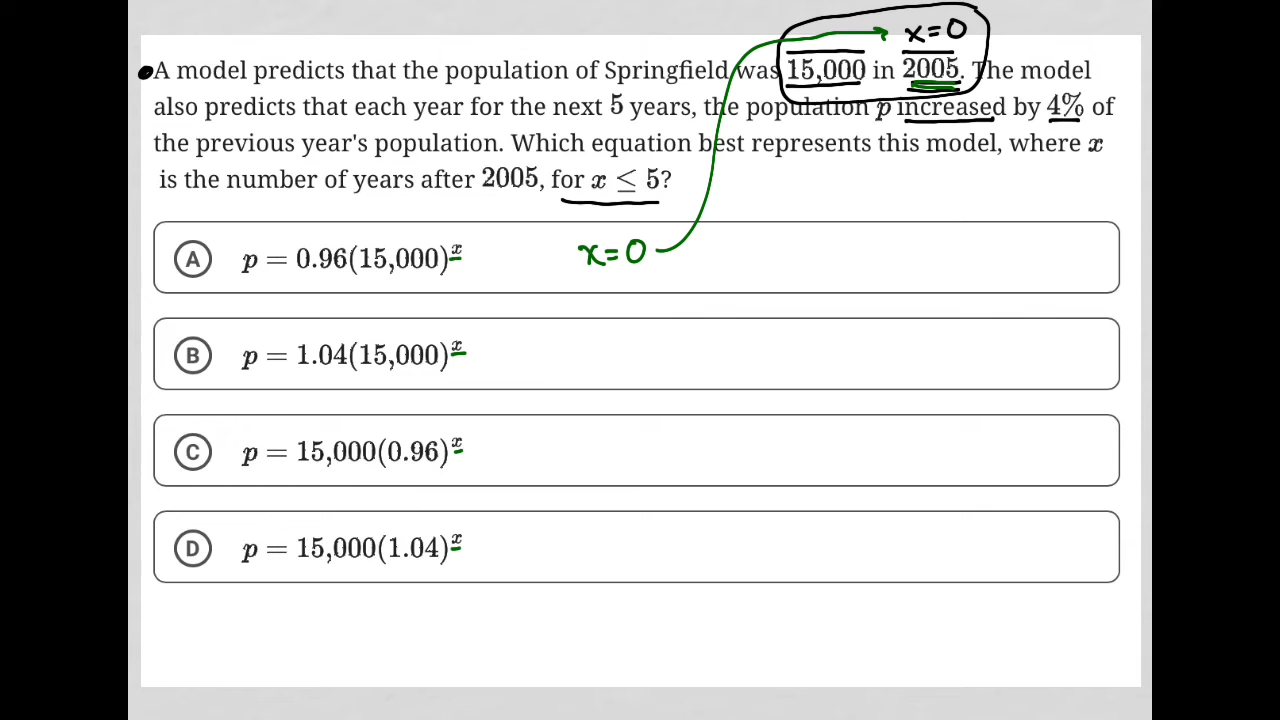 x=0
A model predicts that the population of Springfield was 15,000 in 2005. The model
also predicts that each year for the next 5 years, the population p increased by 4% of
the previous year's population. Which equation best represents this model, where x
is the number of years after 2005, for x ≤ 5?
A p = 0.96(15,000)^x x=0
B p = 1.04(15,000)^x
C p = 15,000(0.96)^x
D p = 15,000(1.04)^x